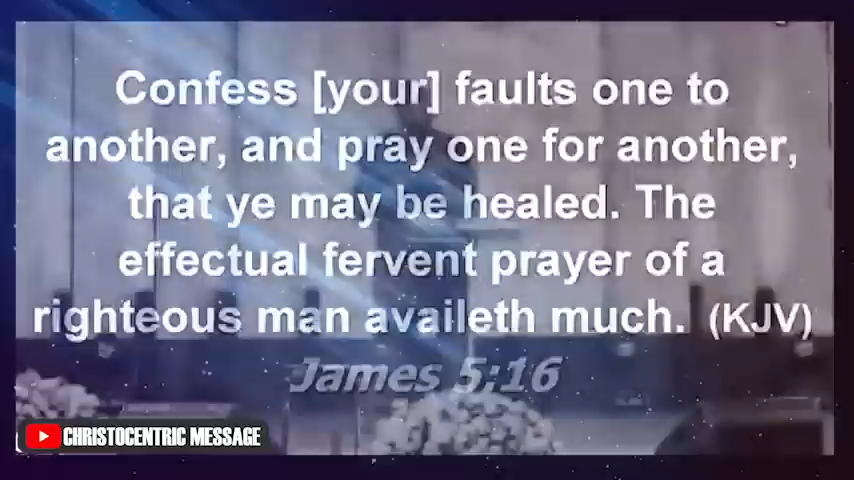 Confess [your] faults one to
another, and pray one for another,
that ye may be healed. The
effectual fervent prayer of a
righteous man availeth much. (KJV)
James 5:16
CHRISTOCENTRIC MESSAGE